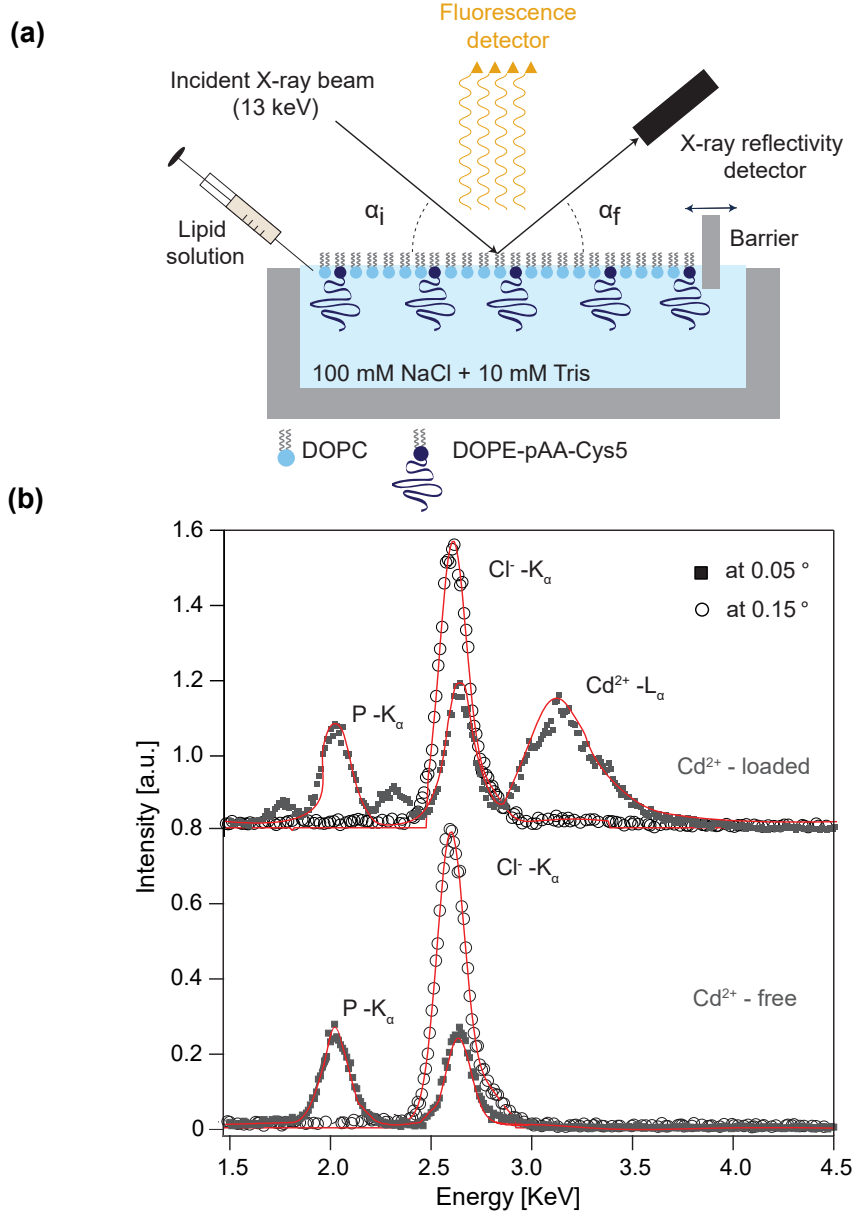 (a)
Fluorescence
detector
Incident X-ray beam
(13 keV)
X-ray reflectivity
detector
αi
αf
Lipid
solution
Barrier
100 mM NaCl + 10 mM Tris
DOPC
DOPE-pAA-Cys5
(b)
1.6
Cl⁻ -Kα
at 0.05 °
1.4
at 0.15 °
1.2
Cd²⁺ -Lα
P -Kα
1.0
Cd²⁺ - loaded
0.8
Intensity [a.u.]
Cl⁻ -Kα
0.6
0.4
Cd²⁺ - free
P -Kα
0.2
0
1.5 2.0 2.5 3.0 3.5 4.0 4.5
Energy [KeV]